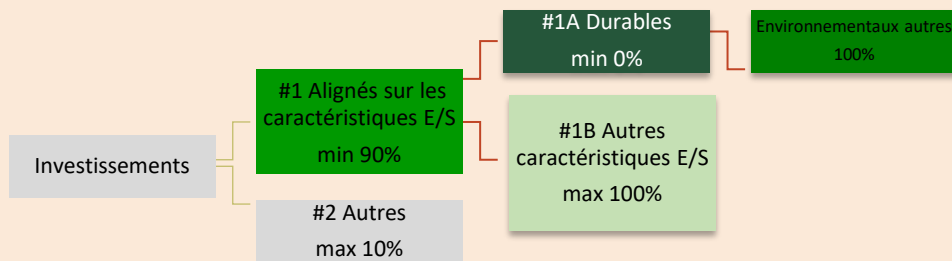 Investissements
#1 Alignés sur les
caractéristiques E/S
min 90%
#2 Autres
max 10%
#1A Durables
min 0%
#1B Autres
caractéristiques E/S
max 100%
Environnementaux autres
100%